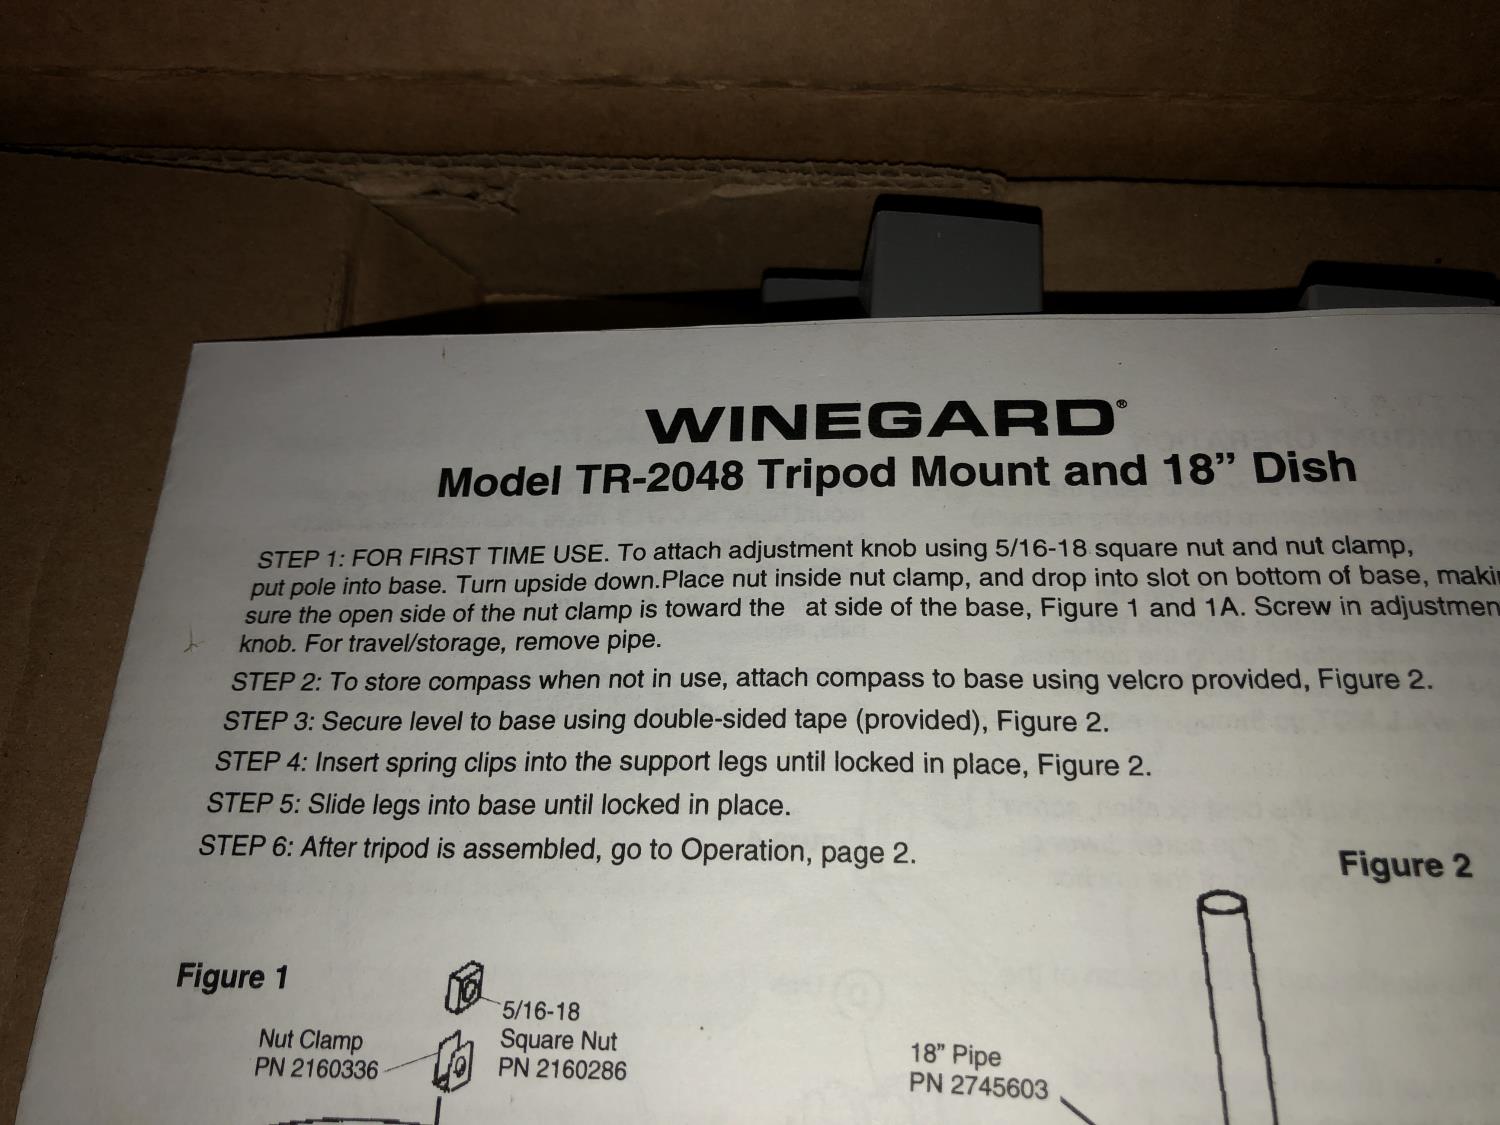 WINEGARD®
Model TR-2048 Tripod Mount and 18” Dish
STEP 1: FOR FIRST TIME USE. To attach adjustment knob using 5/16-18 square nut and nut clamp,
put pole into base. Turn upside down.Place nut inside nut clamp, and drop into slot on bottom of base, makin
sure the open side of the nut clamp is toward the at side of the base, Figure 1 and 1A. Screw in adjustmen
knob. For travel/storage, remove pipe.
STEP 2: To store compass when not in use, attach compass to base using velcro provided, Figure 2.
STEP 3: Secure level to base using double-sided tape (provided), Figure 2.
STEP 4: Insert spring clips into the support legs until locked in place, Figure 2.
STEP 5: Slide legs into base until locked in place.
STEP 6: After tripod is assembled, go to Operation, page 2.
Figure 1
5/16-18
Square Nut
PN 2160286
Nut Clamp
PN 2160336
Figure 2
18” Pipe
PN 2745603